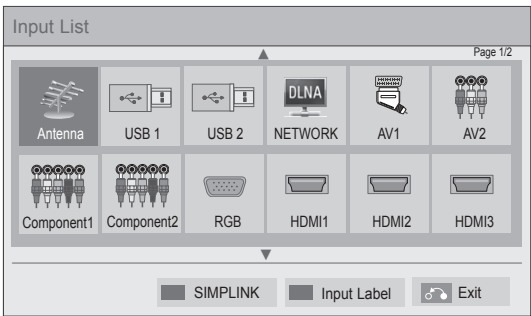 Input List
Page 1/2
Antenna USB 1 USB 2 DLNA NETWORK AV1 AV2
Component1 Component2 RGB HDMI1 HDMI2 HDMI3
SIMPLINK Input Label Exit